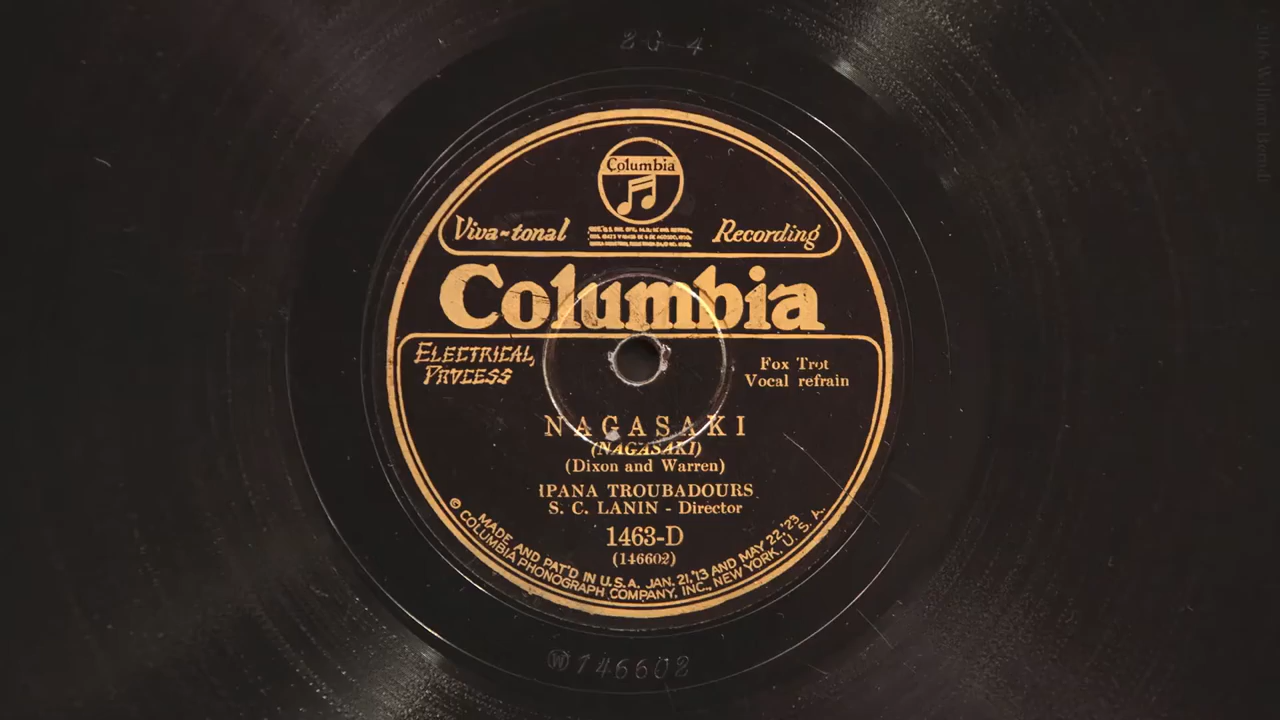 2-G-4
Columbia
Viva-tonal Recording
Columbia
ELECTRICAL
PROCESS
Fox Trot
Vocal refrain
NAGASAKI
(NAGASAKI)
(Dixon and Warren)
IPANA TROUBADOURS
S. C. LANIN - Director
1463-D
(146602)
MADE AND PAT'D IN U.S.A. JAN. 21, '13 AND MAY 22, '23
© COLUMBIA PHONOGRAPH COMPANY, INC., NEW YORK, U. S. A.
W 146602